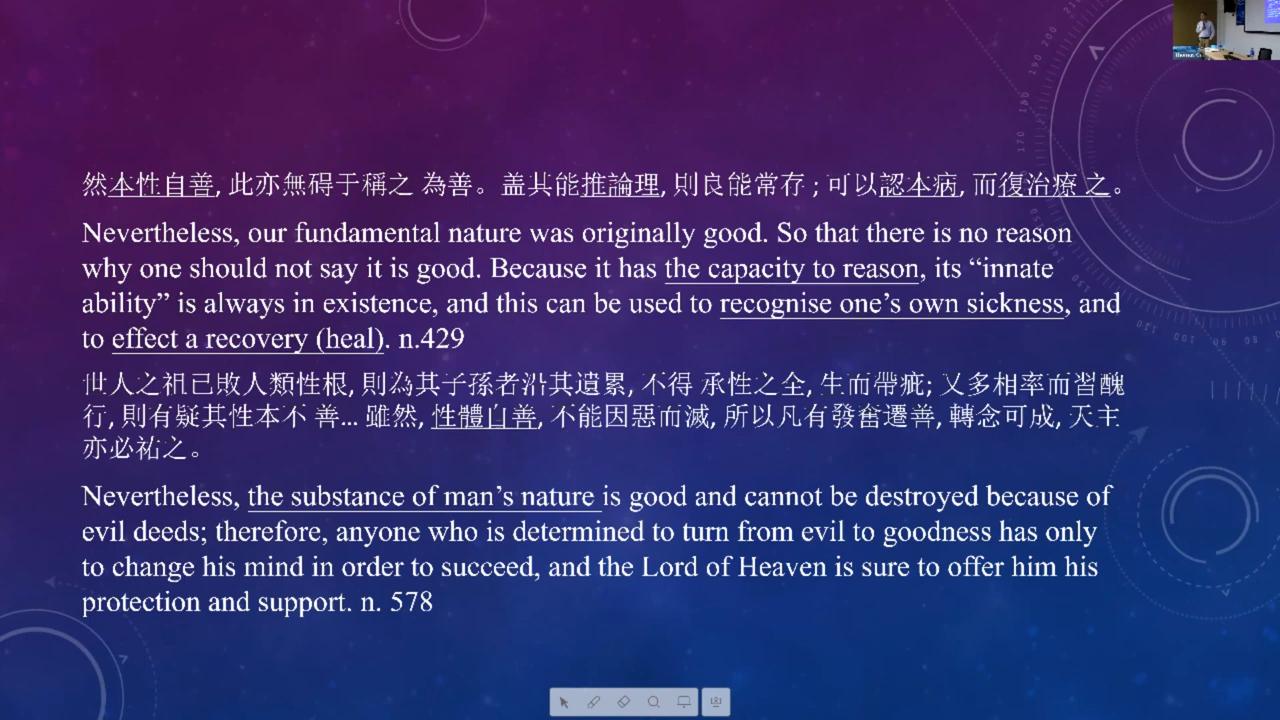 然本性自善, 此亦無碍于稱之 為善。盖其能推論理, 則良能常存 ; 可以認本病, 而復治療 之。
Nevertheless, our fundamental nature was originally good. So that there is no reason
why one should not say it is good. Because it has the capacity to reason, its “innate
ability” is always in existence, and this can be used to recognise one’s own sickness, and
to effect a recovery (heal). n.429
世人之祖已敗人類性根, 則為其子孫者沿其遺累, 不得 承性之全, 生而帶疵; 又多相率而習醜
行, 則有疑其性本不 善... 雖然, 性體自善, 不能因惡而滅, 所以凡有發奮遷善, 轉念可成, 天主
亦必祐之。
Nevertheless, the substance of man’s nature is good and cannot be destroyed because of
evil deeds; therefore, anyone who is determined to turn from evil to goodness has only
to change his mind in order to succeed, and the Lord of Heaven is sure to offer him his
protection and support. n. 578